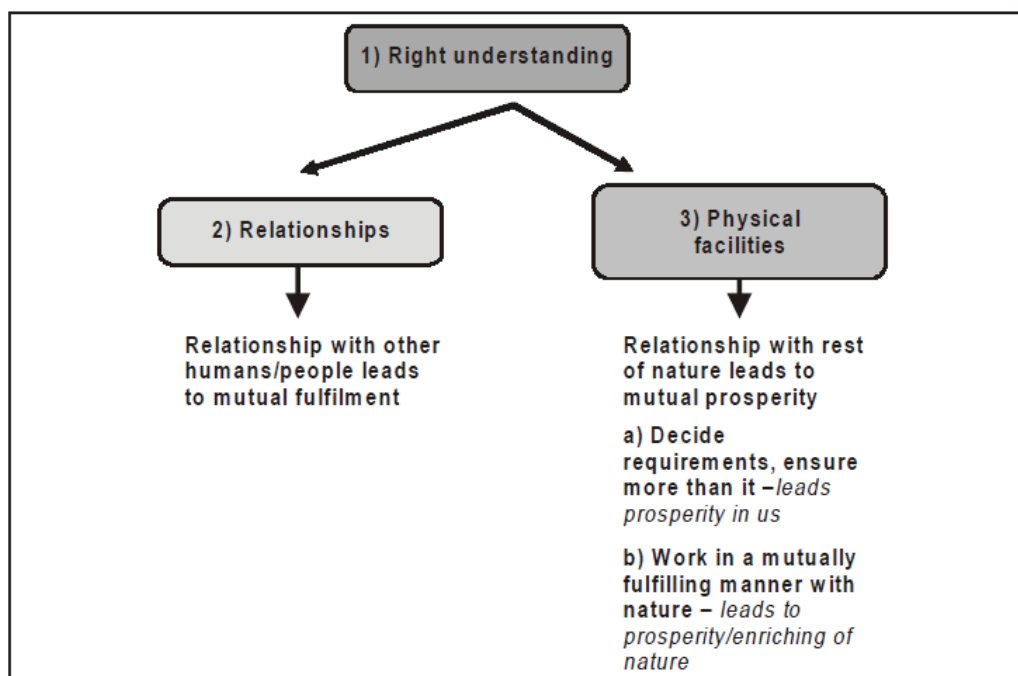 1) Right understanding
2) Relationships
3) Physical
facilities
Relationship with other
humans/people leads
to mutual fulfilment
Relationship with rest
of nature leads to
mutual prosperity
a) Decide
requirements, ensure
more than it –leads
prosperity in us
b) Work in a mutually
fulfilling manner with
nature – leads to
prosperity/enriching of
nature